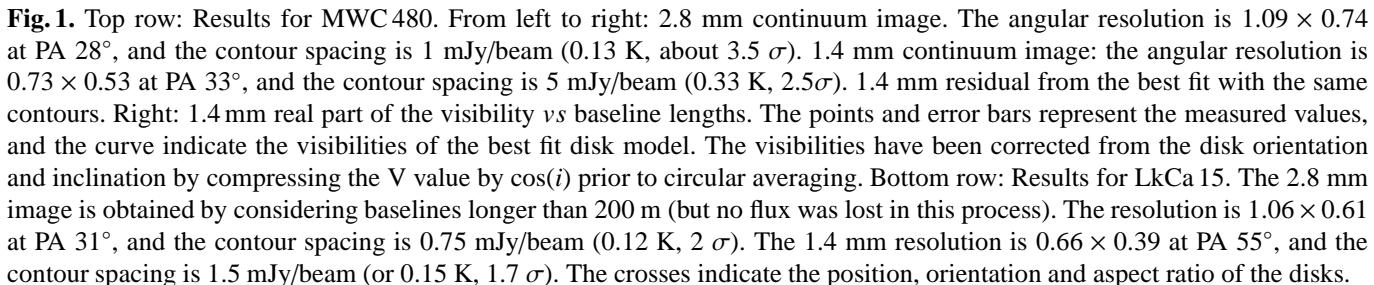 Fig. 1. Top row: Results for MWC 480. From left to right: 2.8 mm continuum image. The angular resolution is 1.09 × 0.74
at PA 28°, and the contour spacing is 1 mJy/beam (0.13 K, about 3.5 σ). 1.4 mm continuum image: the angular resolution is
0.73 × 0.53 at PA 33°, and the contour spacing is 5 mJy/beam (0.33 K, 2.5σ). 1.4 mm residual from the best fit with the same
contours. Right: 1.4 mm real part of the visibility vs baseline lengths. The points and error bars represent the measured values,
and the curve indicate the visibilities of the best fit disk model. The visibilities have been corrected from the disk orientation
and inclination by compressing the V value by cos(i) prior to circular averaging. Bottom row: Results for LkCa 15. The 2.8 mm
image is obtained by considering baselines longer than 200 m (but no flux was lost in this process). The resolution is 1.06 × 0.61
at PA 31°, and the contour spacing is 0.75 mJy/beam (0.12 K, 2 σ). The 1.4 mm resolution is 0.66 × 0.39 at PA 55°, and the
contour spacing is 1.5 mJy/beam (or 0.15 K, 1.7 σ). The crosses indicate the position, orientation and aspect ratio of the disks.